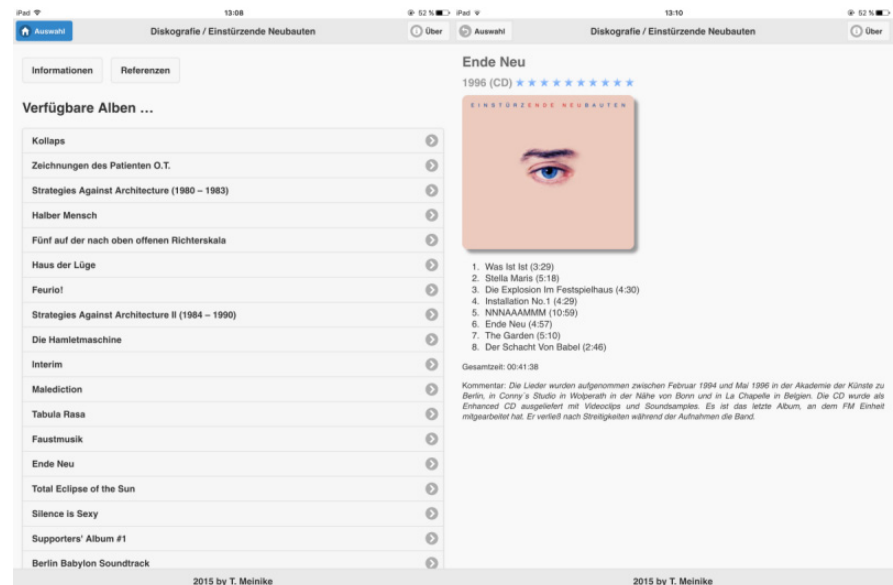 iPad
13:08
52 %
Auswahl
Diskografie / Einstürzende Neubauten
Über
Informationen
Referenzen
Verfügbare Alben …
Kollaps
Zeichnungen des Patienten O.T.
Strategies Against Architecture (1980 – 1983)
Halber Mensch
Fünf auf der nach oben offenen Richterskala
Haus der Lüge
Feurio!
Strategies Against Architecture II (1984 – 1990)
Die Hamletmaschine
Interim
Malediction
Tabula Rasa
Faustmusik
Ende Neu
Total Eclipse of the Sun
Silence is Sexy
Supporters' Album #1
Berlin Babylon Soundtrack
2015 by T. Meinike
iPad
13:10
52 %
Auswahl
Diskografie / Einstürzende Neubauten
Über
Ende Neu
1996 (CD) ★★★★★★★★★★
EINSTÜRZENDE NEUBAUTEN
1. Was Ist Ist (3:29)
2. Stella Maris (5:18)
3. Die Explosion Im Festspielhaus (4:30)
4. Installation No.1 (4:29)
5. NNNAAAMMM (10:59)
6. Ende Neu (4:57)
7. The Garden (5:10)
8. Der Schacht Von Babel (2:46)
Gesamtzeit: 00:41:38
Kommentar: Die Lieder wurden aufgenommen zwischen Februar 1994 und Mai 1996 in der Akademie der Künste zu
Berlin, in Conny´s Studio in Wolperath in der Nähe von Bonn und in La Chapelle in Belgien. Die CD wurde als
Enhanced CD ausgeliefert mit Videoclips und Soundsamples. Es ist das letzte Album, an dem FM Einheit
mitgearbeitet hat. Er verließ nach Streitigkeiten während der Aufnahmen die Band.
2015 by T. Meinike